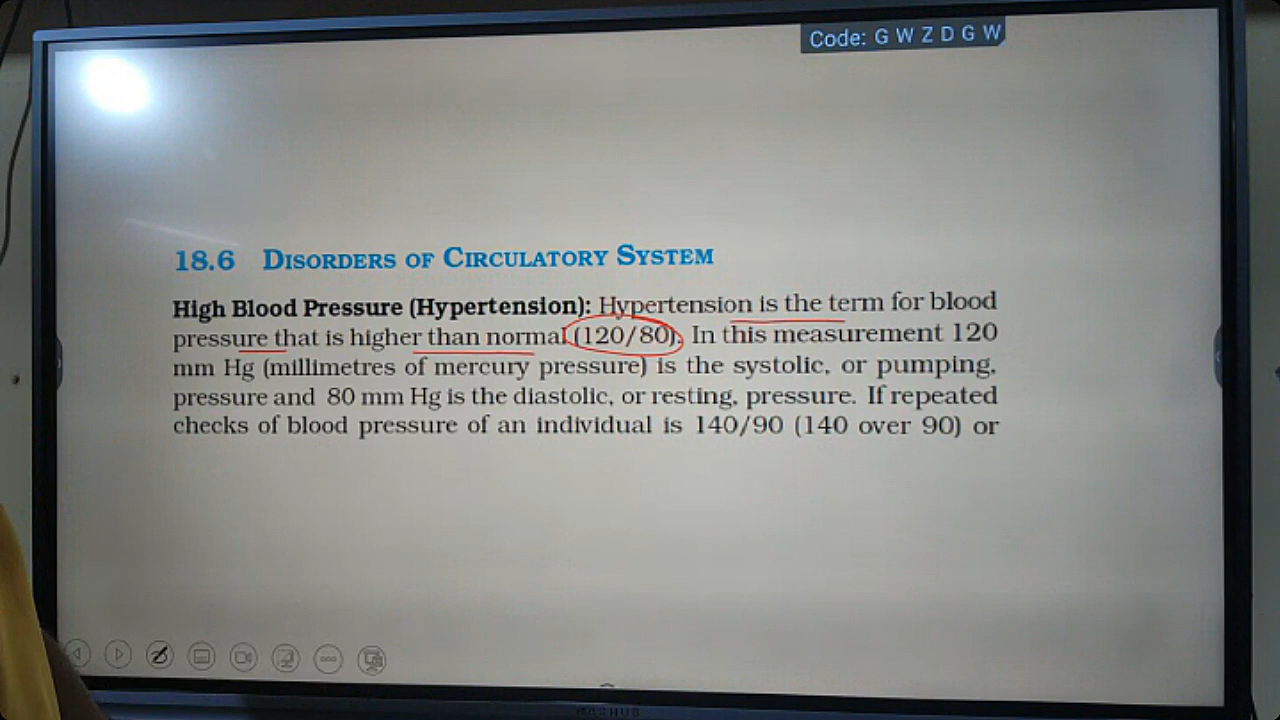 Code: G W Z D G W
18.6 DISORDERS OF CIRCULATORY SYSTEM
High Blood Pressure (Hypertension): Hypertension is the term for blood
pressure that is higher than normal (120/80). In this measurement 120
mm Hg (millimetres of mercury pressure) is the systolic, or pumping,
pressure and 80 mm Hg is the diastolic, or resting, pressure. If repeated
checks of blood pressure of an individual is 140/90 (140 over 90) or